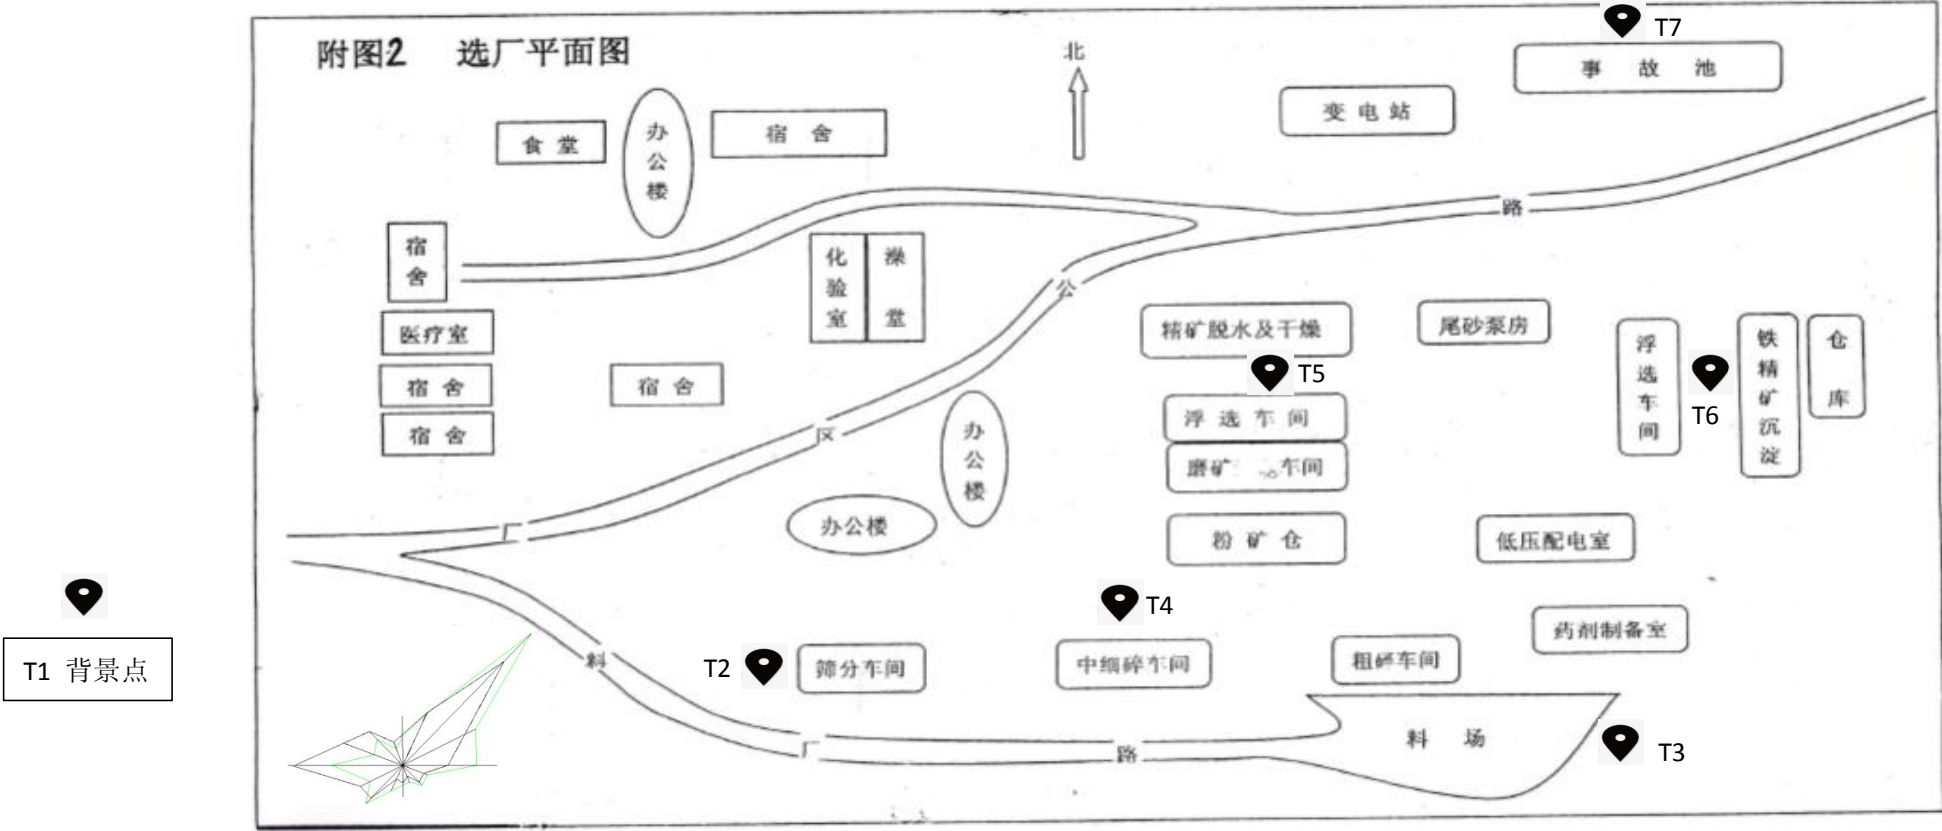 附图2 选厂平面图
北
T7
事故池
变电站
食堂
办公楼
宿舍
路
宿舍
化验室
澡堂
公
精矿脱水及干燥
尾砂泵房
浮选车间
铁精矿沉淀
仓库
医疗室
T5
宿舍
宿舍
T6
浮选车间
宿舍
区
办公楼
磨矿 车间
办公楼
厂
粉矿仓
低压配电室
T4
药剂制备室
T1 背景点
料
T2
筛分车间
中细碎车间
粗碎车间
料场
T3
厂
路